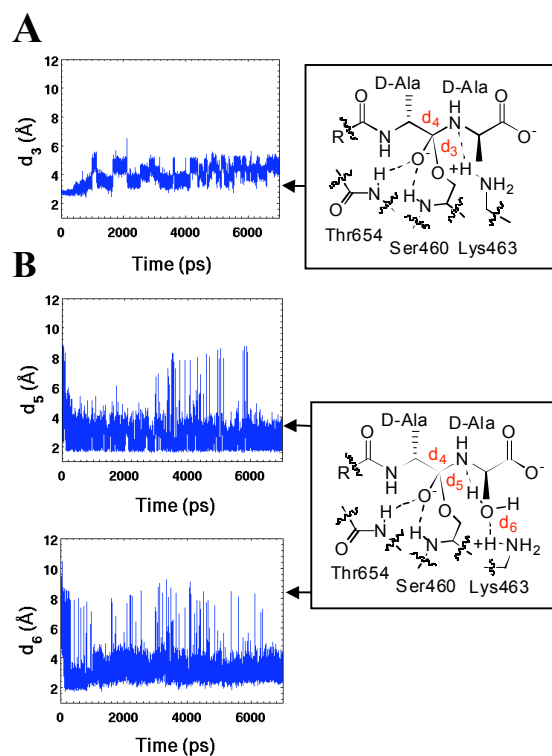 A
d3 (Å)
12
10
8
6
4
2
0 2000 4000 6000
Time (ps)
D-Ala D-Ala
O H O
d4 N
R N O-
H d3
O- +H
O NH2
H H
N N
O
Thr654 Ser460 Lys463
B
d5 (Å)
12
10
8
6
4
2
0 2000 4000 6000
Time (ps)
D-Ala D-Ala
O H O
d4 N
R N O-
H d5 H
O- O H
O d6
H H +H NH2
N N
O
Thr654 Ser460 Lys463
d6 (Å)
12
10
8
6
4
2
0 2000 4000 6000
Time (ps)